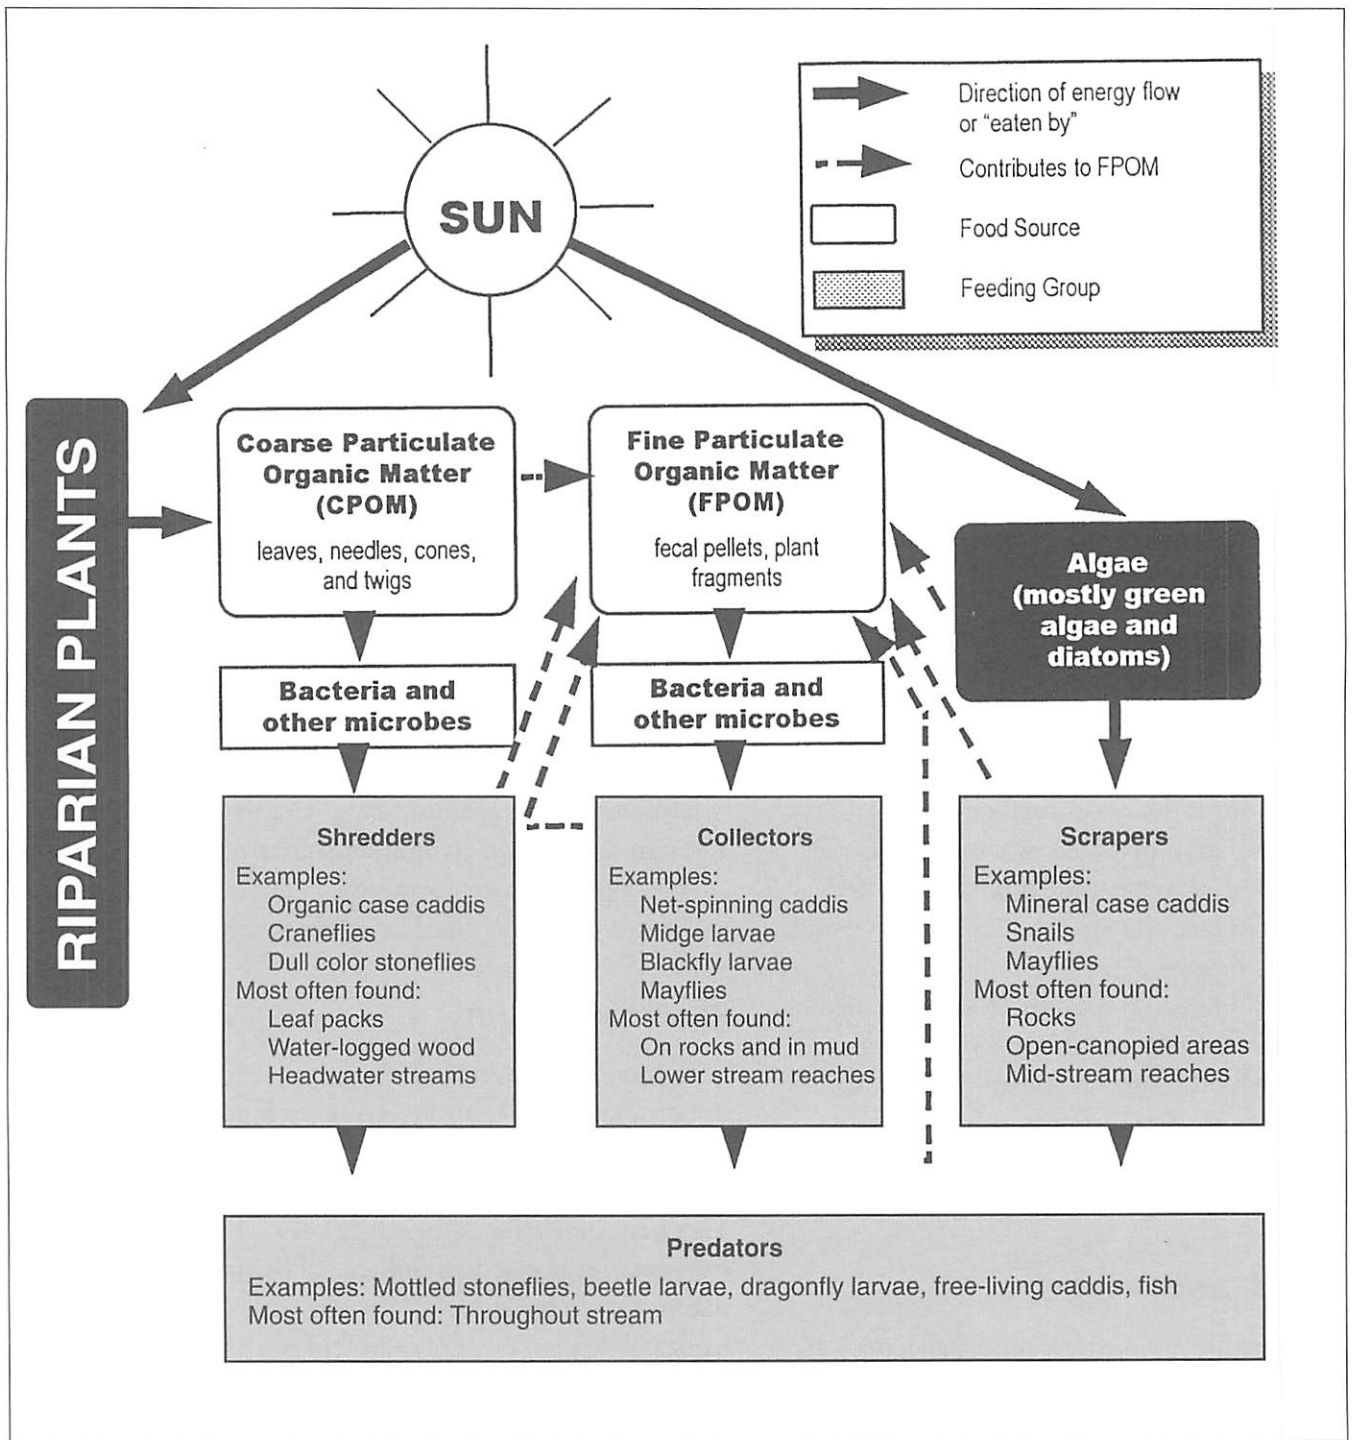 SUN
Direction of energy flow
or "eaten by"
Contributes to FPOM
Food Source
Feeding Group
RIPARIAN PLANTS
Coarse Particulate
Organic Matter
(CPOM)
leaves, needles, cones,
and twigs
Fine Particulate
Organic Matter
(FPOM)
fecal pellets, plant
fragments
Algae
(mostly green
algae and
diatoms)
Bacteria and
other microbes
Bacteria and
other microbes
Shredders
Examples:
Organic case caddis
Craneflies
Dull color stoneflies
Most often found:
Leaf packs
Water-logged wood
Headwater streams
Collectors
Examples:
Net-spinning caddis
Midge larvae
Blackfly larvae
Mayflies
Most often found:
On rocks and in mud
Lower stream reaches
Scrapers
Examples:
Mineral case caddis
Snails
Mayflies
Most often found:
Rocks
Open-canopied areas
Mid-stream reaches
Predators
Examples: Mottled stoneflies, beetle larvae, dragonfly larvae, free-living caddis, fish
Most often found: Throughout stream